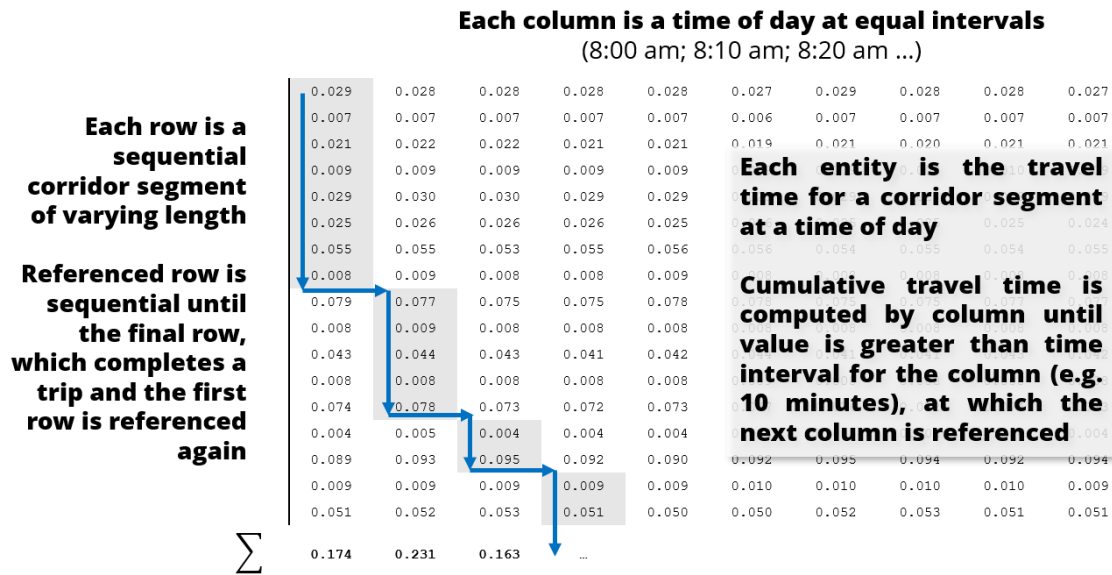 Each column is a time of day at equal intervals
(8:00 am; 8:10 am; 8:20 am ...)
Each row is a
sequential
corridor segment
of varying length
Referenced row is
sequential until
the final row,
which completes a
trip and the first
row is referenced
again
0.029 0.028 0.028 0.028 0.028 0.027 0.029 0.028 0.028 0.027
0.007 0.007 0.007 0.007 0.007 0.006 0.007 0.007 0.007 0.007
0.021 0.022 0.022 0.021 0.021 0.019 0.021 0.020 0.021 0.021
0.009 0.009 0.009 0.009 0.009
0.029 0.030 0.030 0.029 0.029
0.025 0.026 0.026 0.026 0.025
0.055 0.055 0.053 0.055 0.056
0.008 0.009 0.008 0.008 0.009
0.079 0.077 0.075 0.075 0.078
0.008 0.009 0.008 0.008 0.008
0.043 0.044 0.043 0.041 0.042
0.008 0.008 0.008 0.008 0.008
0.074 0.078 0.073 0.072 0.073
0.004 0.005 0.004 0.004 0.004
0.089 0.093 0.095 0.092 0.090 0.092 0.095 0.094 0.092 0.094
0.009 0.009 0.009 0.009 0.009 0.010 0.010 0.010 0.010 0.009
0.051 0.052 0.053 0.051 0.050 0.050 0.052 0.053 0.051 0.051
∑ 0.174 0.231 0.163 …
Each entity is the travel
time for a corridor segment
at a time of day
Cumulative travel time is
computed by column until
value is greater than time
interval for the column (e.g.
10 minutes), at which the
next column is referenced